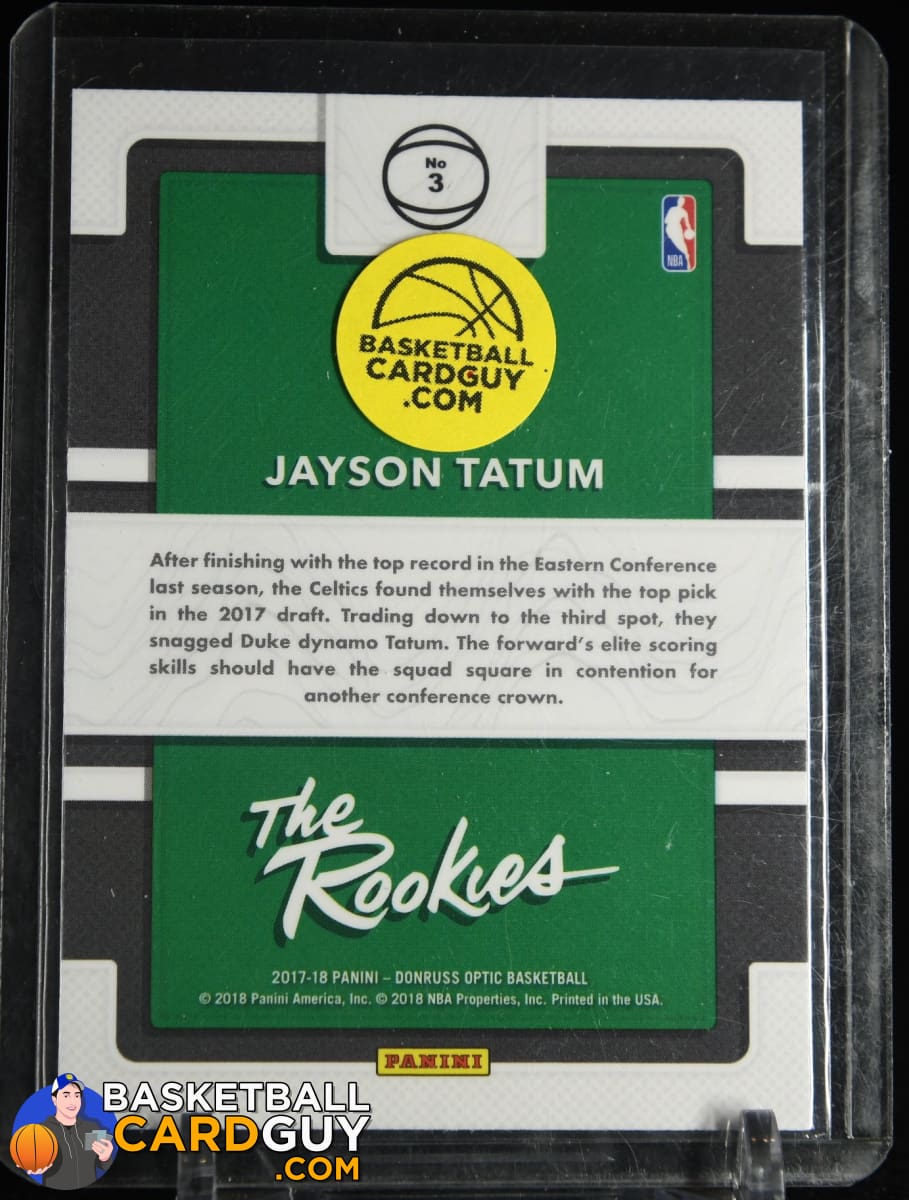 No
3
NBA
BASKETBALL
CARDGUY
.COM
JAYSON TATUM
After finishing with the top record in the Eastern Conference
last season, the Celtics found themselves with the top pick
in the 2017 draft. Trading down to the third spot, they
snagged Duke dynamo Tatum. The forward's elite scoring
skills should have the squad square in contention for
another conference crown.
The
Rookies
2017-18 PANINI – DONRUSS OPTIC BASKETBALL
© 2018 Panini America, Inc. © 2018 NBA Properties, Inc. Printed in the USA.
PANINI
BASKETBALL
CARDGUY
.COM